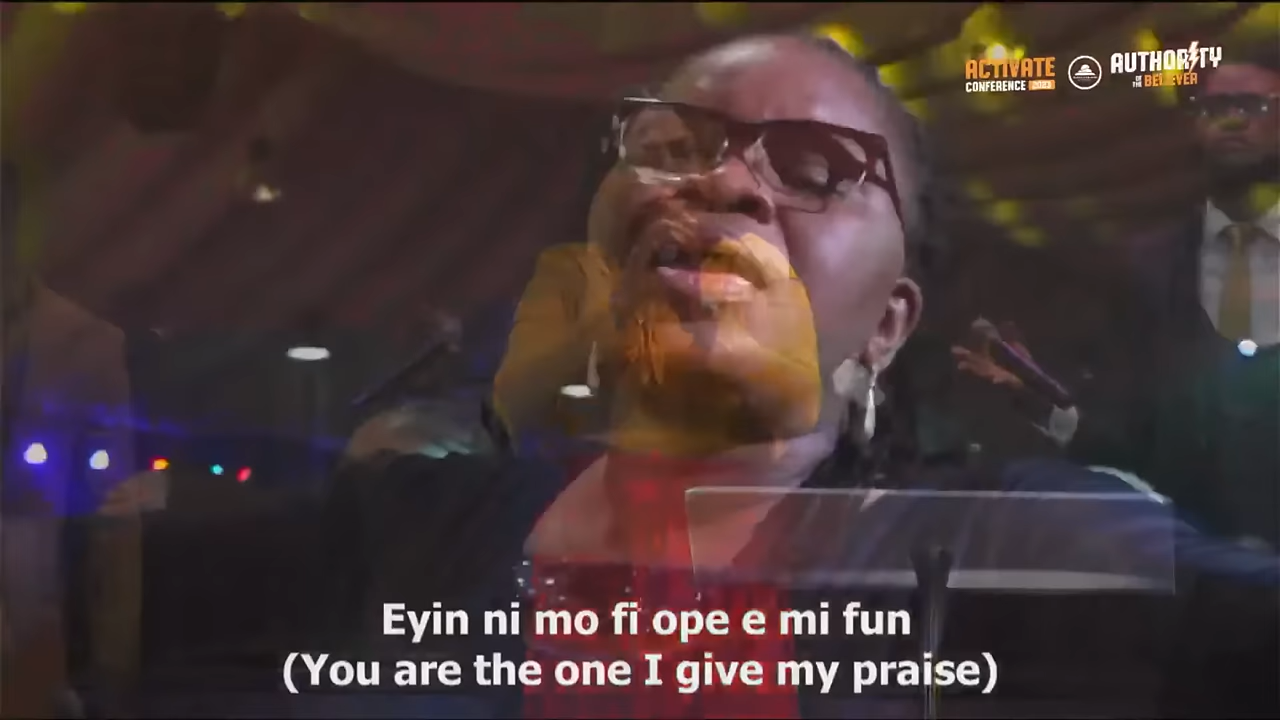 ACTIVATE
CONFERENCE 2023
AUTHORITY
OF THE BELIEVER
Eyin ni mo fi ope e mi fun
(You are the one I give my praise)